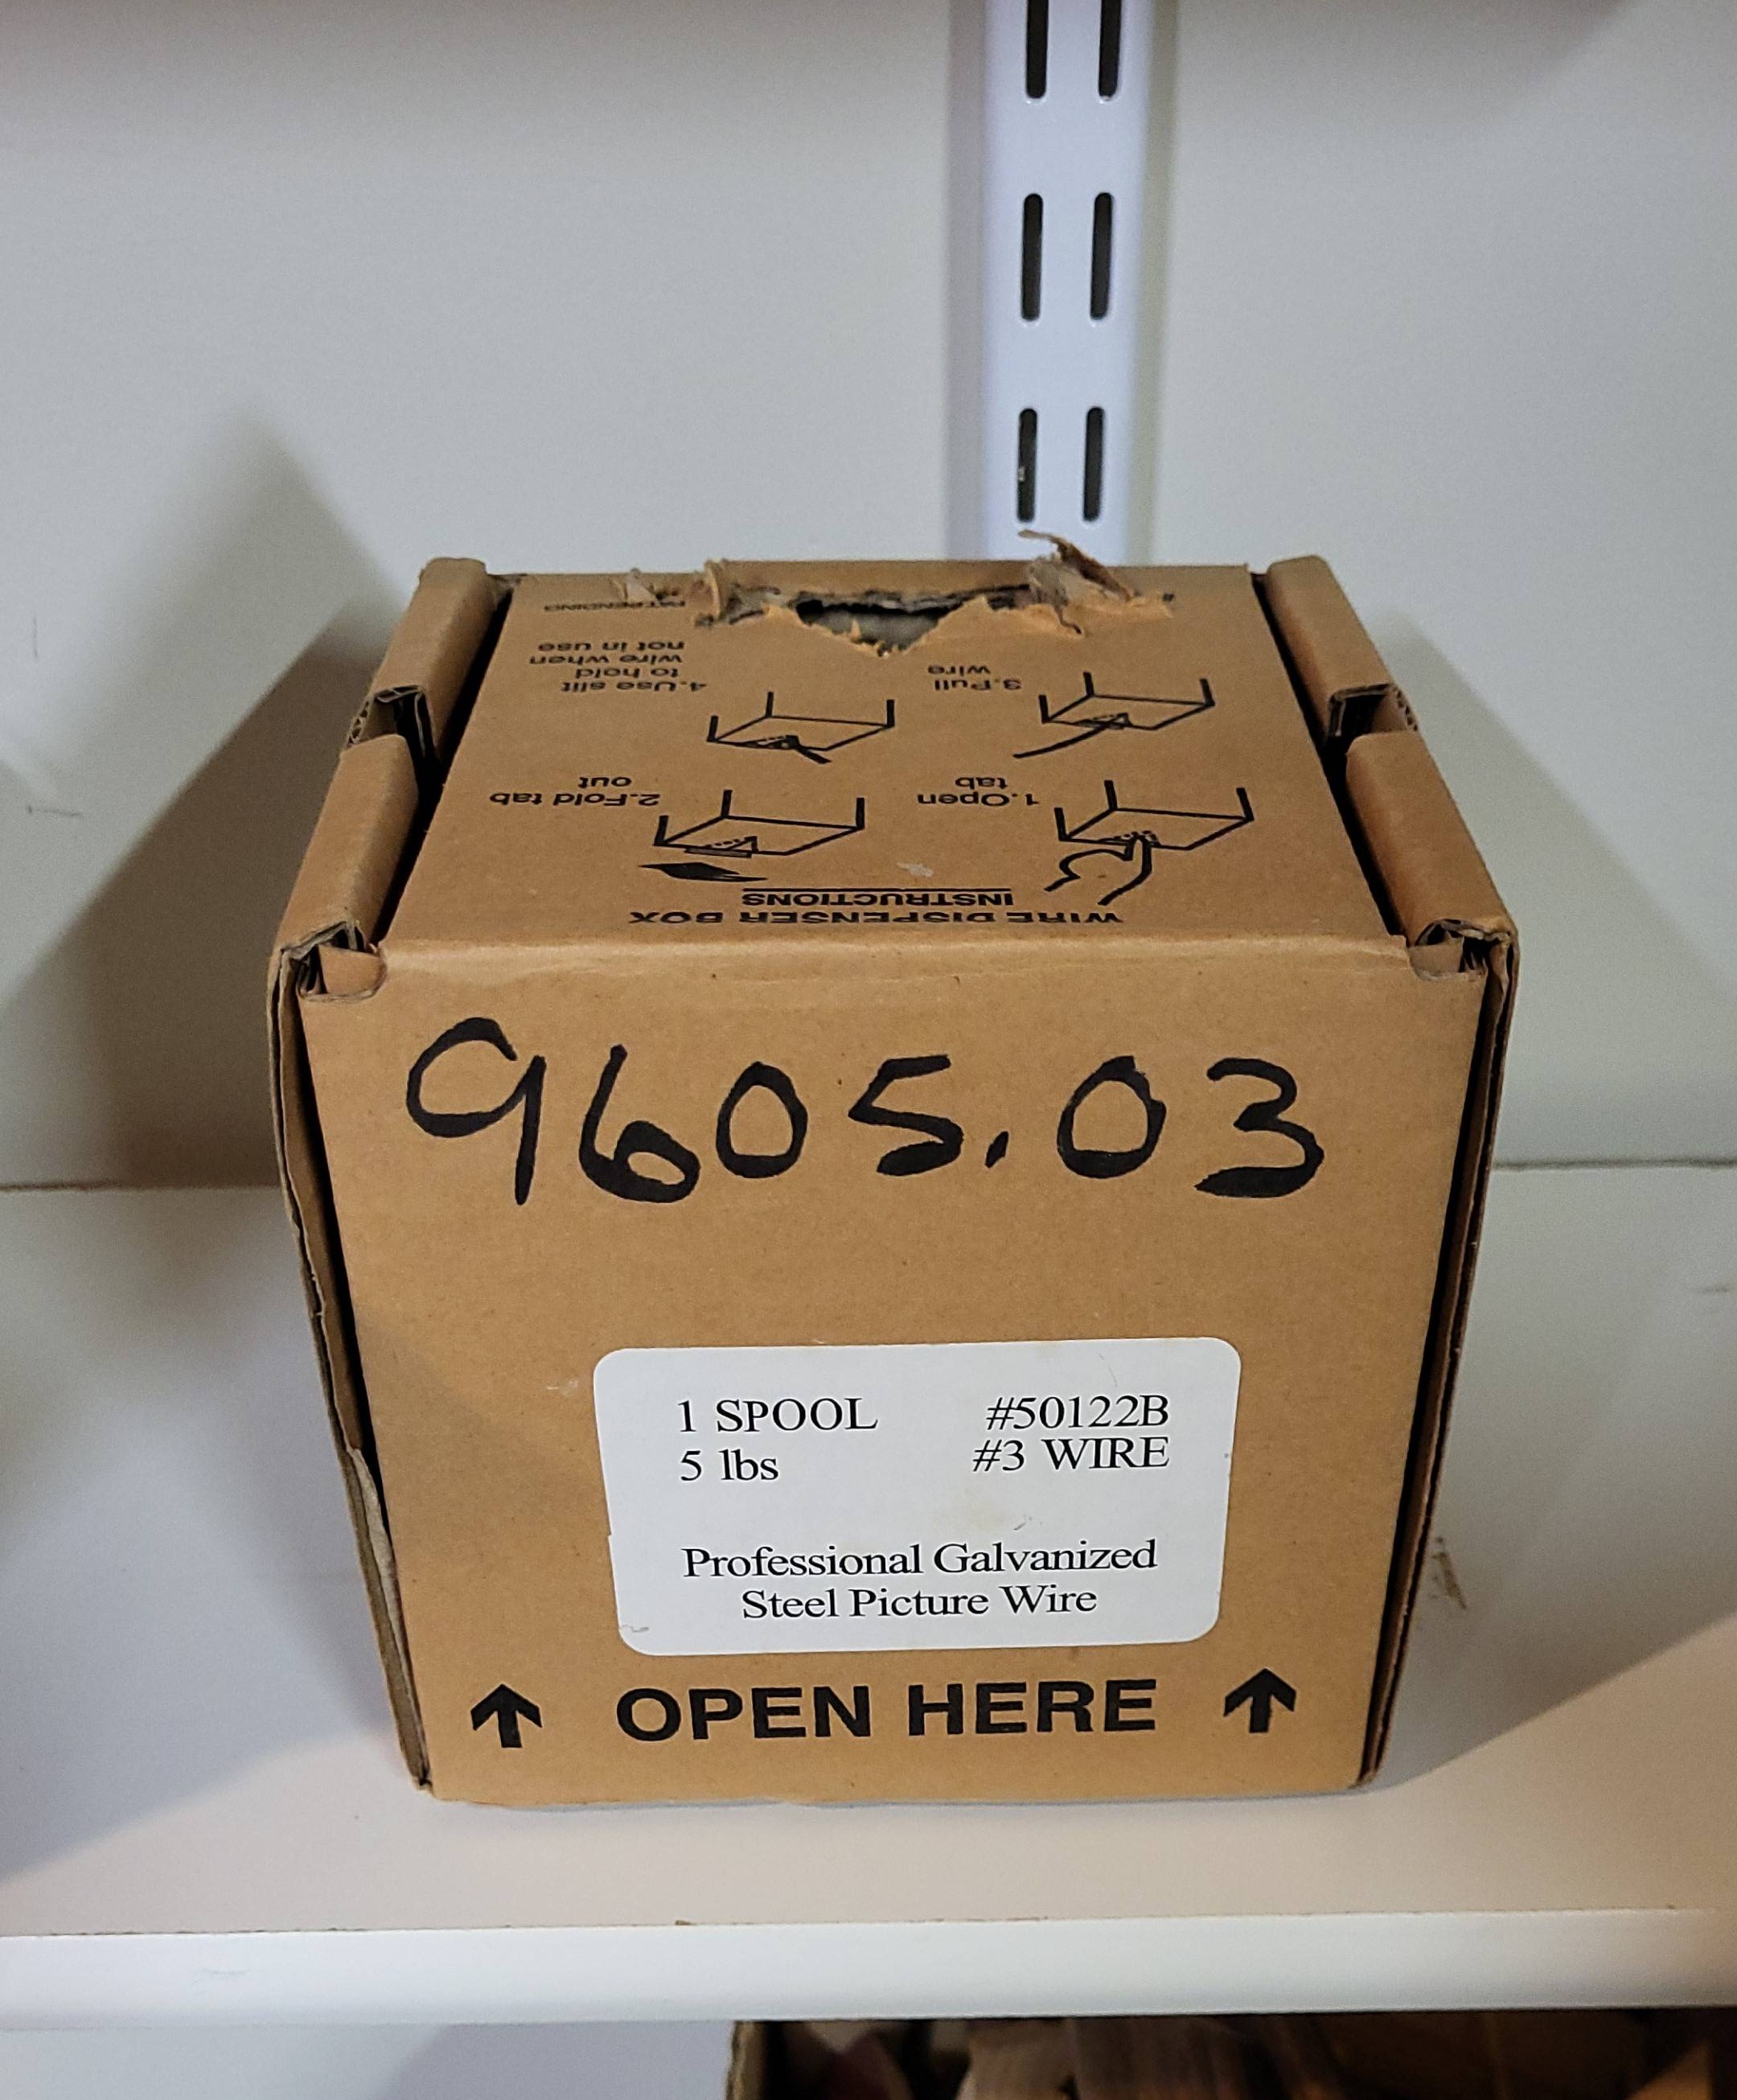 WIRE DISPENSER BOX
INSTRUCTIONS
1.Open
tab
2.Fold tab
out
3.Pull
wire
4.Use slit
to hold
wire when
not in use
9605.03
1 SPOOL #50122B
5 lbs #3 WIRE
Professional Galvanized
Steel Picture Wire
OPEN HERE